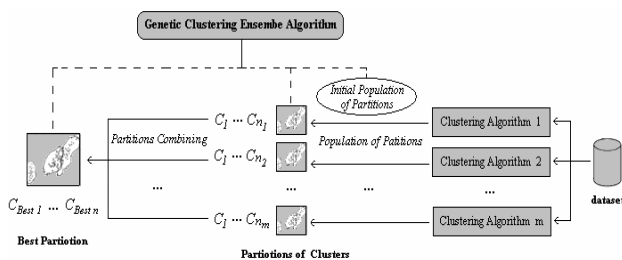 Genetic Clustering Ensembe Algorithm
Initial Population
of Partitions
C1 ... Cn1
Clustering Algorithm 1
Partitions Combining
Population of Patitions
C1 ... Cn2
Clustering Algorithm 2
...
...
...
...
CBest 1 ... CBest n
C1 ... Cnm
Clustering Algorithm m
dataset
Best Partiotion
Partiotions of Clusters